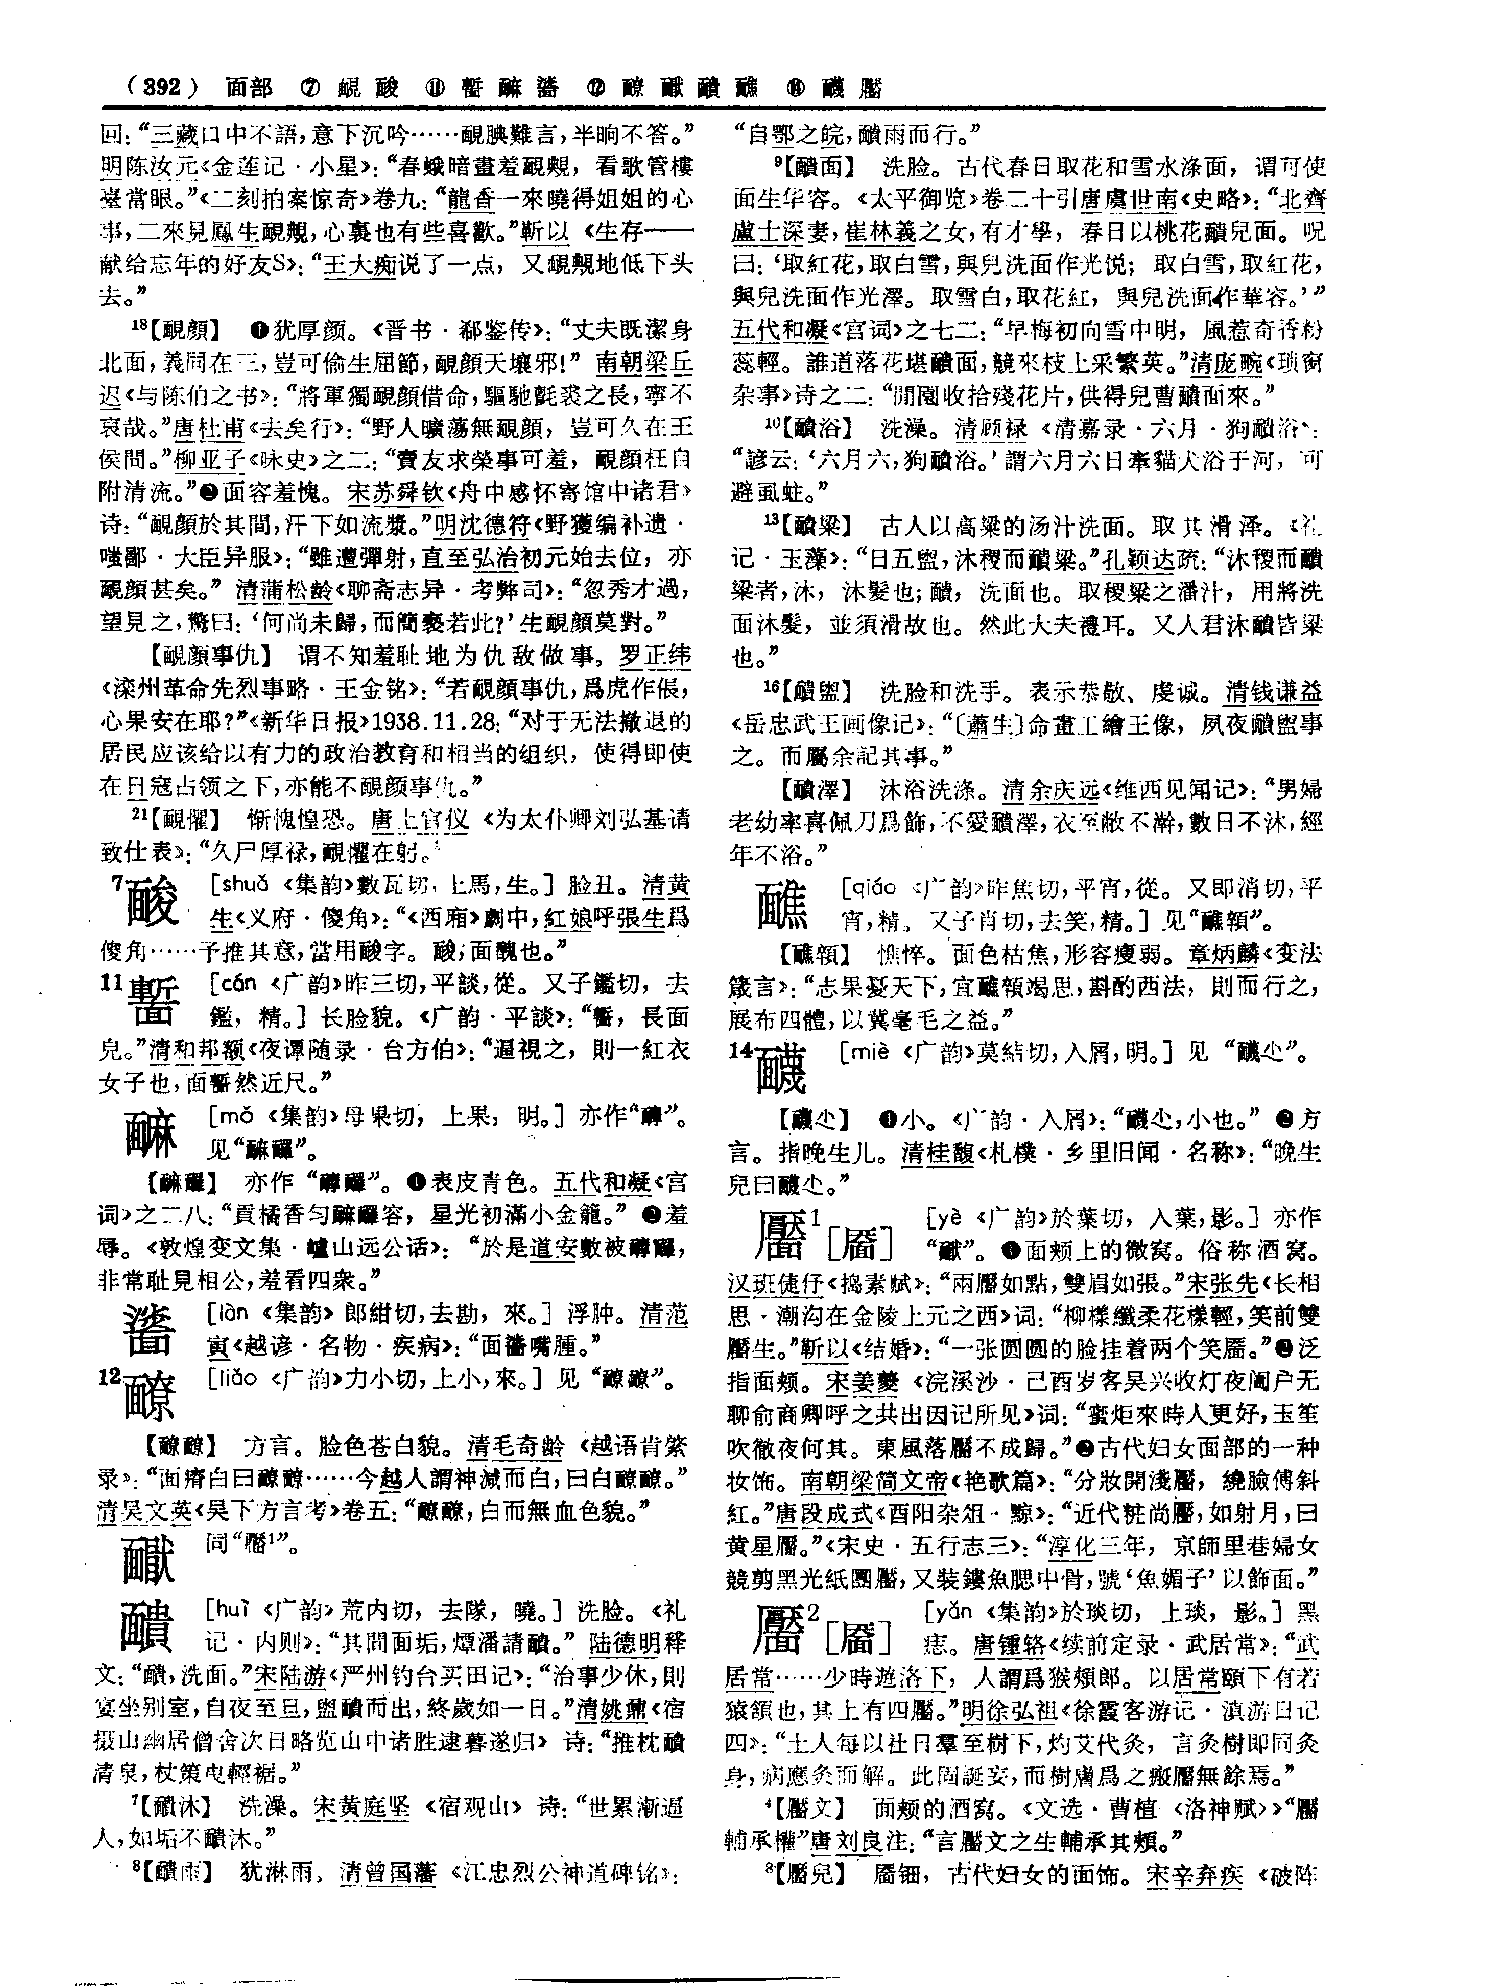 （392） 面部 ⑦ 靦 䩆 ⑪ ⑫ 靧 ⑭ 靨
回：“三藏口中不語，意下沉吟……靦腆難言，半晌不答。”
明陈汝元《金莲记·小星》：“春蛾暗畫羞靦覥，看歌管樓
臺當眼。”《二刻拍案惊奇》卷九：“龍香一來曉得姐姐的心
事，二來見鳳生靦覥，心裏也有些喜歡。”靳以《生存——
献给忘年的好友S》：“王大痴说了一点，又靦覥地低下头
去。”
18【靦顔】 ❶犹厚颜。《晋书·郗鉴传》：“丈夫既潔身
北面，義同在三，豈可偷生屈節，靦顔天壤邪！”南朝梁丘
迟《与陈伯之书》：“將軍獨靦顔借命，驅馳氈裘之長，寧不
哀哉。”唐杜甫《去矣行》：“野人曠蕩無靦顔，豈可久在王
侯間。”柳亚子《咏史》之二：“賣友求榮事可羞，靦顔枉自
附清流。”❷面容羞愧。宋苏舜钦《舟中感怀寄馆中诸君》
诗：“靦顔於其間，汗下如流漿。”明沈德符《野獲编补遗·
嗤鄙·大臣异服》：“雖遭彈射，直至弘治初元始去位，亦
靦顔甚矣。”清蒲松龄《聊斋志异·考弊司》：“忽秀才過，
望見之，驚曰：‘何尚未歸，而簡褻若此？’生靦顔莫對。”
【靦顔事仇】 谓不知羞耻地为仇敌做事。罗正纬
《滦州革命先烈事略·王金铭》：“若靦顔事仇，爲虎作倀，
心果安在耶？”《新华日报》1938.11.28：“对于无法撤退的
居民应该给以有力的政治教育和相当的组织，使得即使
在日寇占领之下，亦能不靦颜事仇。”
21【靦懼】 惭愧惶恐。唐上官仪《为太仆卿刘弘基请
致仕表》：“久尸厚禄，靦懼在躬。”
7 [shuǎ 《集韵》數瓦切，上馬，生。] 脸丑。清黄
生《义府·傻角》：“《西廂》劇中，紅娘呼張生爲
傻角……予推其意，當用字。，面醜也。”
11 [cán 《广韵》昨三切，平談，從。又子鑑切，去
鑑，精。] 长脸貌。《广韵·平談》：“，長面
皃。”清和邦额《夜谭随录·台方伯》：“逼視之，則一紅衣
女子也，面然近尺。”
[mǒ 《集韵》母果切，上果，明。] 亦作“”。
见“”。
【】 亦作“”。❶表皮青色。五代和凝《宫
词》之二八：“貢橘香匀容，星光初滿小金籠。”❷羞
辱。《敦煌变文集·廬山远公话》：“於是道安數被，
非常耻見相公，羞看四衆。”
[làn 《集韵》郎紺切，去勘，來。] 浮肿。清范
寅《越谚·名物·疾病》：“面嘴腫。”
12 [liǎo 《广韵》力小切，上小，來。] 见“”。
【】 方言。脸色苍白貌。清毛奇龄《越语肯綮
录》：“面瘠白曰……今越人謂神減而白，曰白。”
清吴文英《吴下方言考》卷五：“，白而無血色貌。”
同“靨1”。
靧 [huì 《广韵》荒内切，去隊，曉。] 洗脸。《礼
记·内则》：“其間面垢，燂潘請靧。”陆德明释
文：“靧，洗面。”宋陆游《严州钓台买田记》：“治事少休，則
宴坐别室，自夜至旦，盥靧而出，終歲如一日。”清姚鼐《宿
摄山幽居僧舍次日略览山中诸胜逮暮遂归》诗：“推枕靧
清泉，杖策曳輕裾。”
7【靧沐】 洗澡。宋黄庭坚《宿观山》诗：“世累漸逼
人，如垢不靧沐。”
8【靧雨】 犹淋雨。清曾国藩《江忠烈公神道碑铭》：
“自鄂之皖，靧雨而行。”
9【靧面】 洗脸。古代春日取花和雪水涤面，谓可使
面生华容。《太平御览》卷二十引唐虞世南《史略》：“北齊
盧士深妻，崔林義之女，有才學，春日以桃花靧兒面。呪
曰：‘取紅花，取白雪，與兒洗面作光悦；取白雪，取紅花，
與兒洗面作光澤。取雪白，取花紅，與兒洗面作華容。’”
五代和凝《宫词》之七二：“早梅初向雪中明，風惹奇香粉
蕊輕。誰道落花堪靧面，競來枝上采繁英。”清庞畹《琐窗
杂事》诗之二：“閒園收拾殘花片，供得兒曹靧面來。”
10【靧浴】 洗澡。清顾禄《清嘉录·六月·狗靧浴》：
“諺云：‘六月六，狗靧浴。’謂六月六日牽貓犬浴于河，可
避虱蛀。”
13【靧粱】 古人以高粱的汤汁洗面。取其滑泽。《礼
记·玉藻》：“日五盥，沐稷而靧粱。”孔颖达疏：“沐稷而靧
粱者，沐，沐髮也；靧，洗面也。取稷粱之潘汁，用將洗
面沐髮，並須滑故也。然此大夫禮耳。又人君沐靧皆粱
也。”
16【靧盥】 洗脸和洗手。表示恭敬、虔诚。清钱谦益
《岳忠武王画像记》：“〔蕭生〕命畫工繪王像，夙夜靧盥事
之。而屬余記其事。”
【靧澤】 沐浴洗涤。清余庆远《维西见闻记》：“男婦
老幼率喜佩刀爲飾，不愛靧澤，衣至敝不澣，數日不沐，經
年不浴。”
醮 [qiáo 《广韵》昨焦切，平宵，從。又即消切，平
宵，精。又子肖切，去笑，精。] 见“顇”。
【顇】 憔悴。面色枯焦，形容瘦弱。章炳麟《变法
箴言》：“志果憂天下，宜顇竭思，斟酌西法，則而行之，
展布四體，以冀毫毛之益。”
14 [miè 《广韵》莫結切，入屑，明。] 见“尐”。
【尐】 ❶小。《广韵·入屑》：“尐，小也。”❷方
言。指晚生儿。清桂馥《札樸·乡里旧闻·名称》：“晚生
兒曰尐。”
靨1［靥］ [yè 《广韵》於葉切，入葉，影。] 亦作
“”。❶面颊上的微窝。俗称酒窝。
汉班倢伃《捣素赋》：“兩靨如點，雙眉如張。”宋张先《长相
思·潮沟在金陵上元之西》词：“柳樣纖柔花樣輕，笑前雙
靨生。”靳以《结婚》：“一张圆圆的脸挂着两个笑靥。”❷泛
指面颊。宋姜夔《浣溪沙·己酉岁客吴兴收灯夜阖户无
聊俞商卿呼之共出因记所见》词：“蜜炬來時人更好，玉笙
吹徹夜何其。東風落靨不成歸。”❸古代妇女面部的一种
妆饰。南朝梁简文帝《艳歌篇》：“分妝開淺靨，繞臉傅斜
紅。”唐段成式《酉阳杂俎·黥》：“近代粧尚靨，如射月，曰
黄星靨。”《宋史·五行志三》：“淳化三年，京師里巷婦女
競剪黑光紙團靨，又裝鏤魚腮中骨，號‘魚媚子’以飾面。”
靨2［靥］ [yǎn 《集韵》於琰切，上琰，影。] 黑
痣。唐锺辂《续前定录·武居常》：“武
居常……少時遊洛下，人謂爲猴頰郎。以居常頤下有若
猿頷也，其上有四靨。”明徐弘祖《徐霞客游记·滇游日记
四》：“土人每以社日羣至樹下，灼艾代灸，言灸樹即同灸
身，病應灸而解。此固誕妄，而樹膚爲之瘢靨無餘焉。”
4【靨文】 面颊的酒窝。《文选·曹植〈洛神赋〉》“靨
輔承權”唐刘良注：“言靨文之生輔承其頰。”
8【靨兒】 靥钿，古代妇女的面饰。宋辛弃疾《破阵